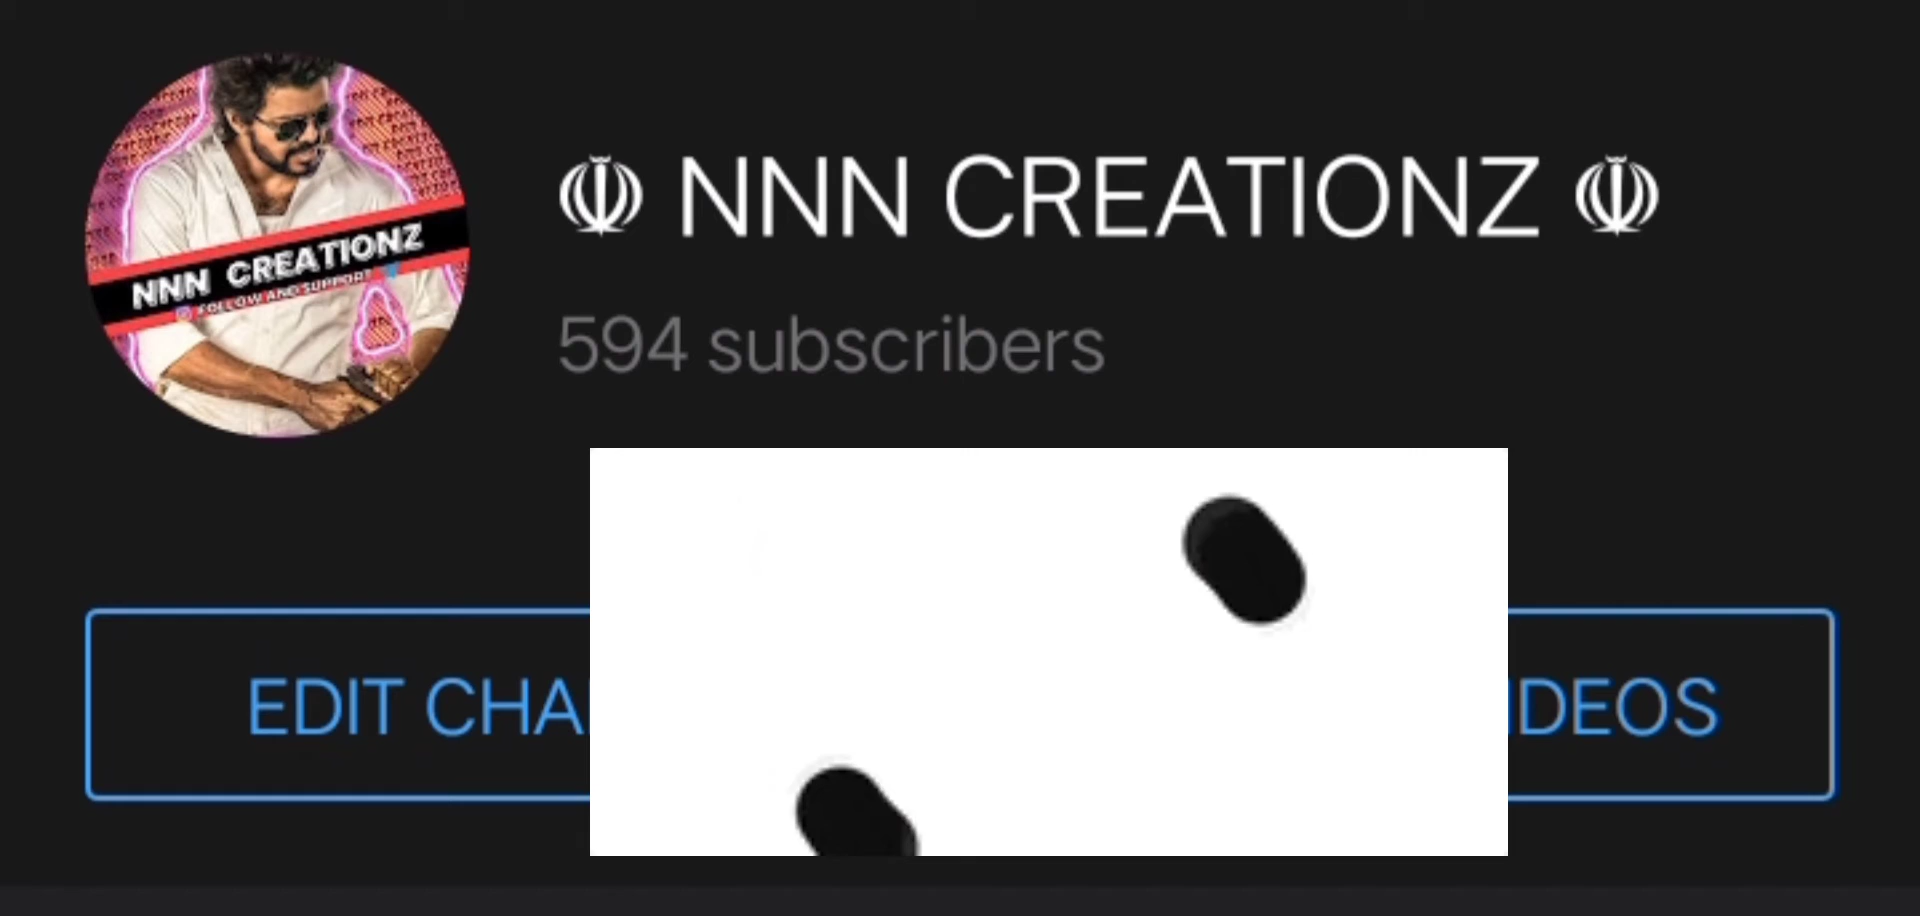 NNN CREATIONZ
FOLLOW AND SUPPORT
☫ NNN CREATIONZ ☫
594 subscribers
EDIT CHA
IDEOS